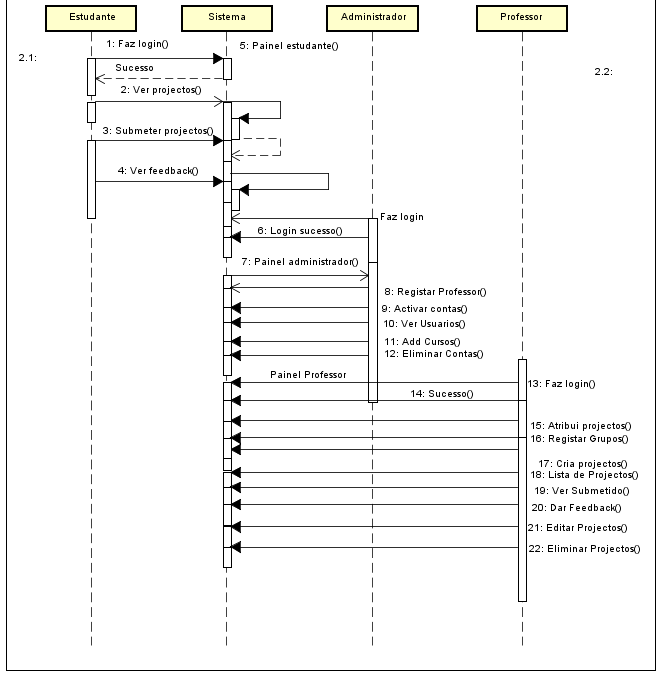 Estudante
Sistema
Administrador
Professor
1: Faz login()
5: Painel estudante()
2.1:
Sucesso
2.2:
2: Ver projectos()
3: Submeter projectos()
4: Ver feedback()
Faz login
6: Login sucesso()
7: Painel administrador()
8: Registar Professor()
9: Activar contas()
10: Ver Usuarios()
11: Add Cursos()
12: Eliminar Contas()
Painel Professor
13: Faz login()
14: Sucesso()
15: Atribui projectos()
16: Registar Grupos()
17: Cria projectos()
18: Lista de Projectos()
19: Ver Submetido()
20: Dar Feedback()
21: Editar Projectos()
22: Eliminar Projectos()